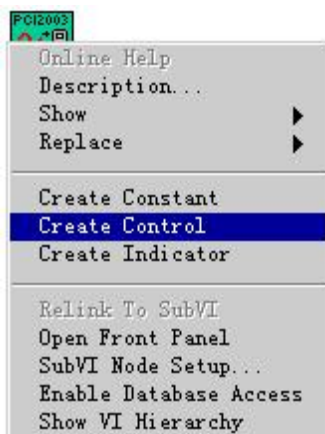 PCI2003
Online Help
Description...
Show
Replace
Create Constant
Create Control
Create Indicator
Relink To SubVI
Open Front Panel
SubVI Node Setup...
Enable Database Access
Show VI Hierarchy